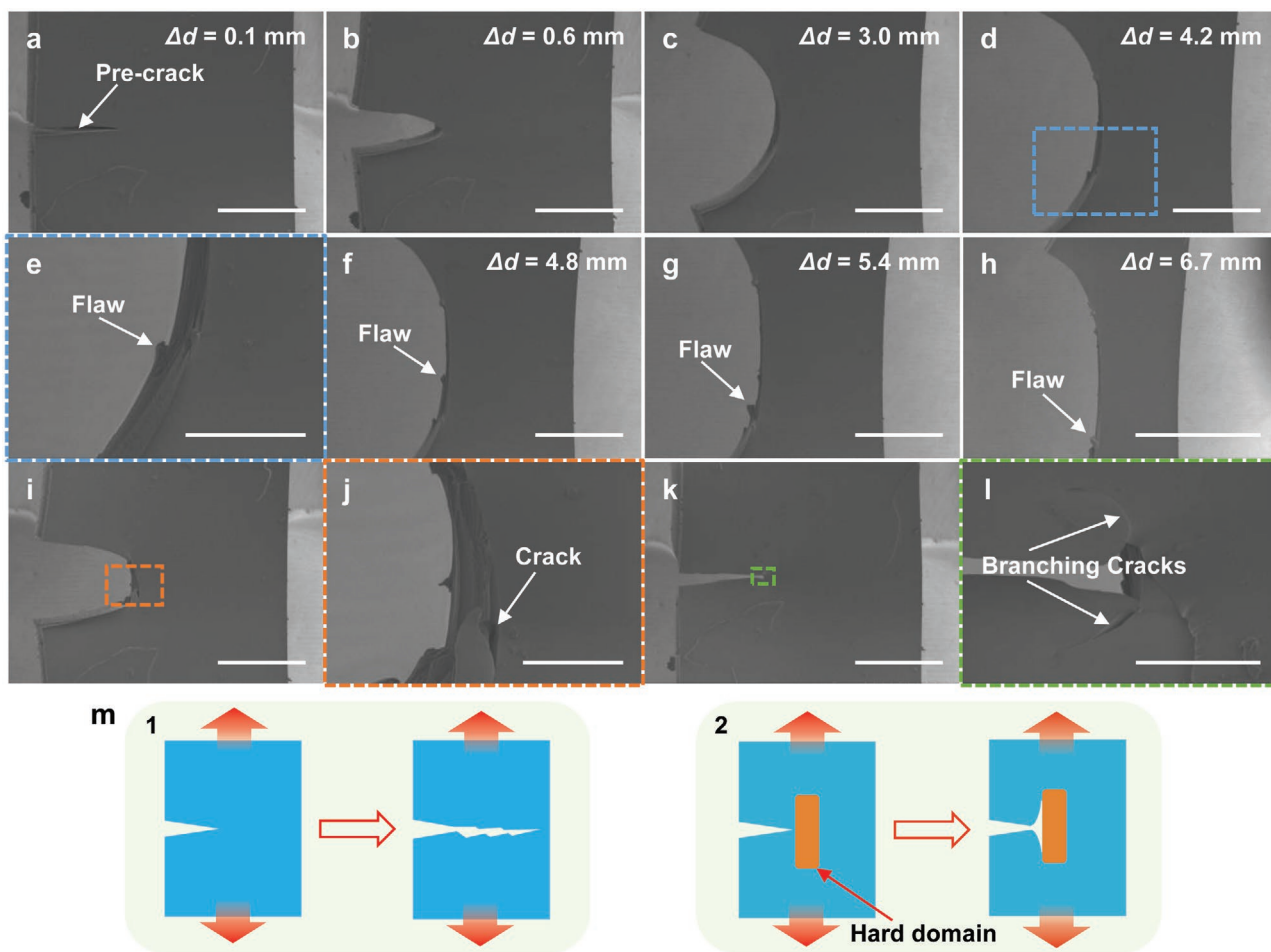 a
Δd = 0.1 mm
Pre-crack
b
Δd = 0.6 mm
c
Δd = 3.0 mm
d
Δd = 4.2 mm
e
Flaw
f
Δd = 4.8 mm
Flaw
g
Δd = 5.4 mm
Flaw
h
Δd = 6.7 mm
Flaw
i
j
Crack
k
l
Branching Cracks
m
1
2
Hard domain